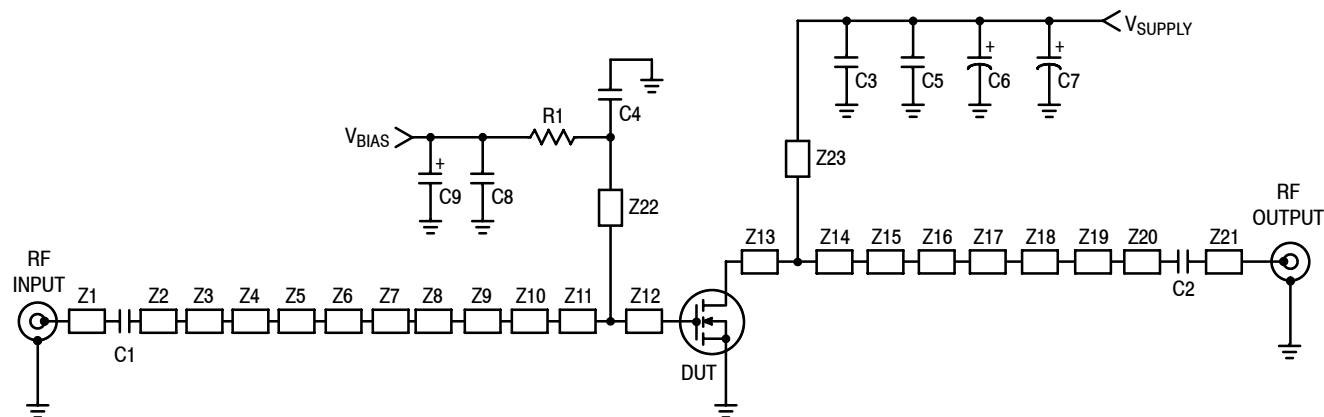 VSUPPLY
+
+
C3
C5
C6
C7
C4
R1
VBIAS
+
C9
C8
Z22
Z23
RF
OUTPUT
Z13
Z14
Z15
Z16
Z17
Z18
Z19
Z20
Z21
C2
RF
INPUT
Z1
Z2
Z3
Z4
Z5
Z6
Z7
Z8
Z9
Z10
Z11
Z12
C1
DUT